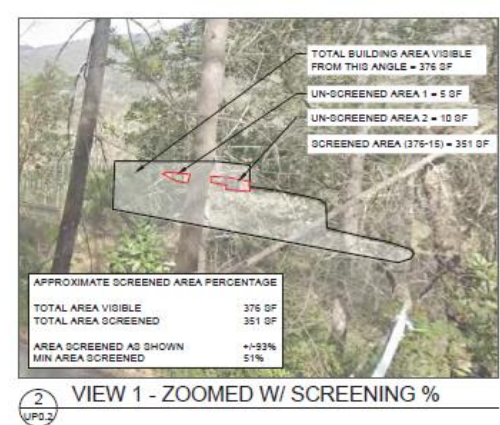 TOTAL BUILDING AREA VISIBLE
FROM THIS ANGLE = 376 SF
UN-SCREENED AREA 1 = 5 SF
UN-SCREENED AREA 2 = 10 SF
SCREENED AREA (376-15) = 351 SF
APPROXIMATE SCREENED AREA PERCENTAGE
TOTAL AREA VISIBLE 376 SF
TOTAL AREA SCREENED 351 SF
AREA SCREENED AS SHOWN +/-93%
MIN AREA SCREENED 51%
2
UP0.2
VIEW 1 - ZOOMED W/ SCREENING %